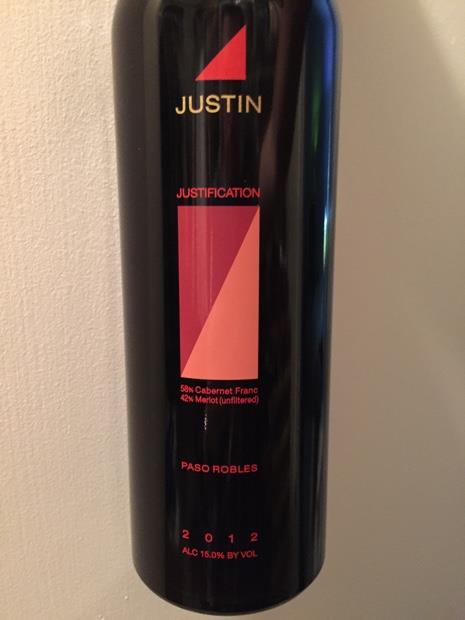 JUSTIN
JUSTIFICATION
58% Cabernet Franc
42% Merlot (unfiltered)
PASO ROBLES
2012
ALC 15.0% BY VOL